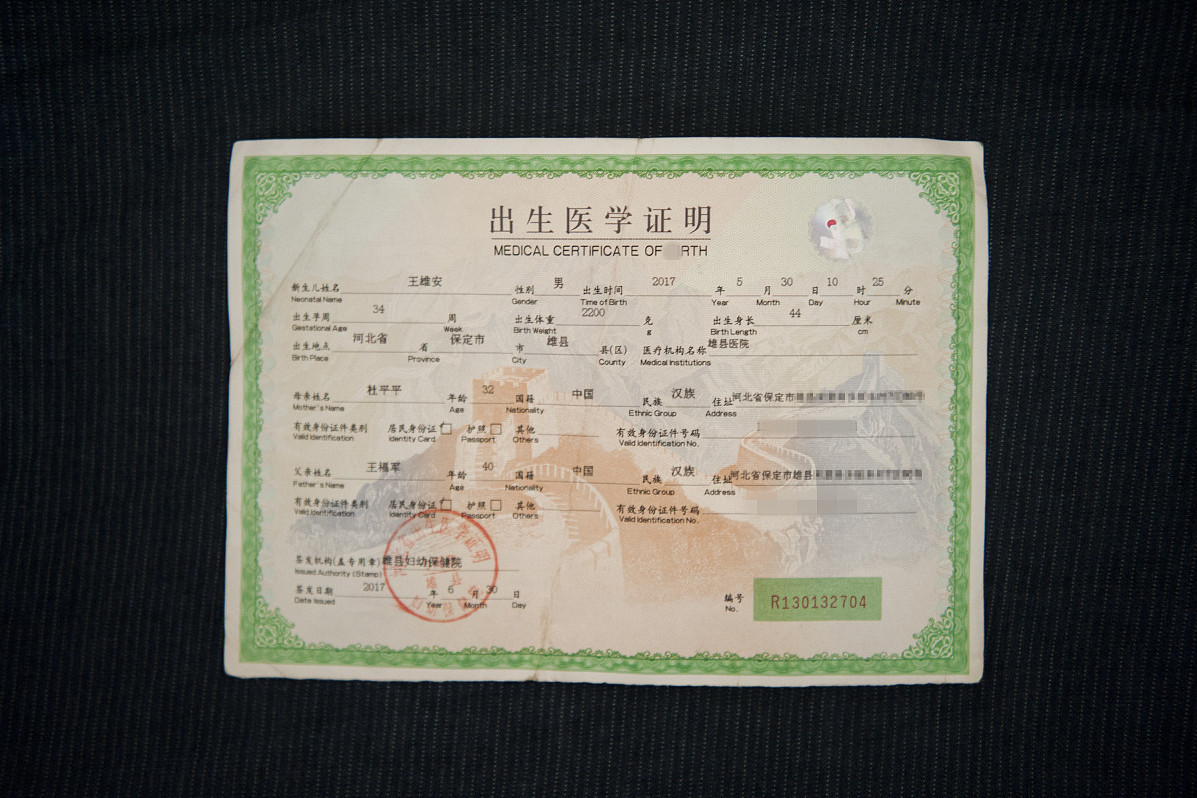 出生医学证明
MEDICAL CERTIFICATE OF RTH
新生儿姓名 王雄安 性别 男 出生时间 2017 年 5 月 30 日 10 时 25 分
Neonatal Name Gender Time of Birth Year Month Day Hour Minute
出生孕周 34 周 出生体重 2200 克 出生身长 44 厘米
Gestational Age Week Birth Weight g Birth Length cm
出生地点 河北省 省 保定市 市 雄县 县(区) 医疗机构名称 雄县医院
Birth Place Province City County Medical Institutions
母亲姓名 杜平平 年龄 32 国籍 中国 民族 汉族 住址 河北省保定市
Mother's Name Age Nationality Ethnic Group Address
有效身份证件类别 居民身份证 护照 其他 有效身份证件号码
Valid Identification Identity Card Passport Others Valid Identification No.
父亲姓名 王福军 年龄 40 国籍 中国 民族 汉族 住址 河北省保定市雄县
Father's Name Age Nationality Ethnic Group Address
有效身份证件类别 居民身份证 护照 其他 有效身份证件号码
Valid Identification Identity Card Passport Others Valid Identification No.
签发机构(盖专用章) 雄县妇幼保健院
Issued Authority (Stamp)
签发日期 2017 年 6 月 30 日
Date Issued Year Month Day
编号 R130132704
No.